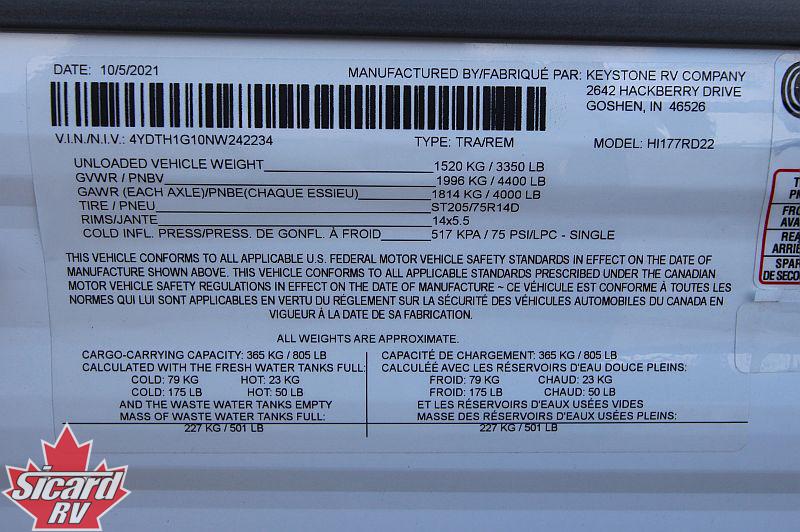 DATE: 10/5/2021
MANUFACTURED BY/FABRIQUÉ PAR: KEYSTONE RV COMPANY
2642 HACKBERRY DRIVE
GOSHEN, IN 46526
V.I.N./N.I.V.: 4YDTH1G10NW242234 TYPE: TRA/REM MODEL: HI177RD22
UNLOADED VEHICLE WEIGHT 1520 KG / 3350 LB
GVWR / PNBV 1996 KG / 4400 LB
GAWR (EACH AXLE)/PNBE(CHAQUE ESSIEU) 1814 KG / 4000 LB
TIRE / PNEU ST205/75R14D
RIMS/JANTE 14x5.5
COLD INFL. PRESS/PRESS. DE GONFL. À FROID 517 KPA / 75 PSI/LPC - SINGLE
THIS VEHICLE CONFORMS TO ALL APPLICABLE U.S. FEDERAL MOTOR VEHICLE SAFETY STANDARDS IN EFFECT ON THE DATE OF
MANUFACTURE SHOWN ABOVE. THIS VEHICLE CONFORMS TO ALL APPLICABLE STANDARDS PRESCRIBED UNDER THE CANADIAN
MOTOR VEHICLE SAFETY REGULATIONS IN EFFECT ON THE DATE OF MANUFACTURE ~ CE VÉHICULE EST CONFORME À TOUTES LES
NORMES QUI LUI SONT APPLICABLES EN VERTU DU RÉGLEMENT SUR LA SÉCURITÉ DES VÉHICULES AUTOMOBILES DU CANADA EN
VIGUEUR À LA DATE DE SA FABRICATION.
ALL WEIGHTS ARE APPROXIMATE.
CARGO-CARRYING CAPACITY: 365 KG / 805 LB
CALCULATED WITH THE FRESH WATER TANKS FULL:
COLD: 79 KG HOT: 23 KG
COLD: 175 LB HOT: 50 LB
AND THE WASTE WATER TANKS EMPTY
MASS OF WASTE WATER TANKS FULL:
227 KG / 501 LB
CAPACITÉ DE CHARGEMENT: 365 KG / 805 LB
CALCULÉE AVEC LES RÉSERVOIRS D'EAU DOUCE PLEINS:
FROID: 79 KG CHAUD: 23 KG
FROID: 175 LB CHAUD: 50 LB
ET LES RÉSERVOIRS D'EAUX USÉES VIDES
MASSE DES RÉSERVOIRS D'EAUX USÉES PLEINS:
227 KG / 501 LB
Sicard
RV